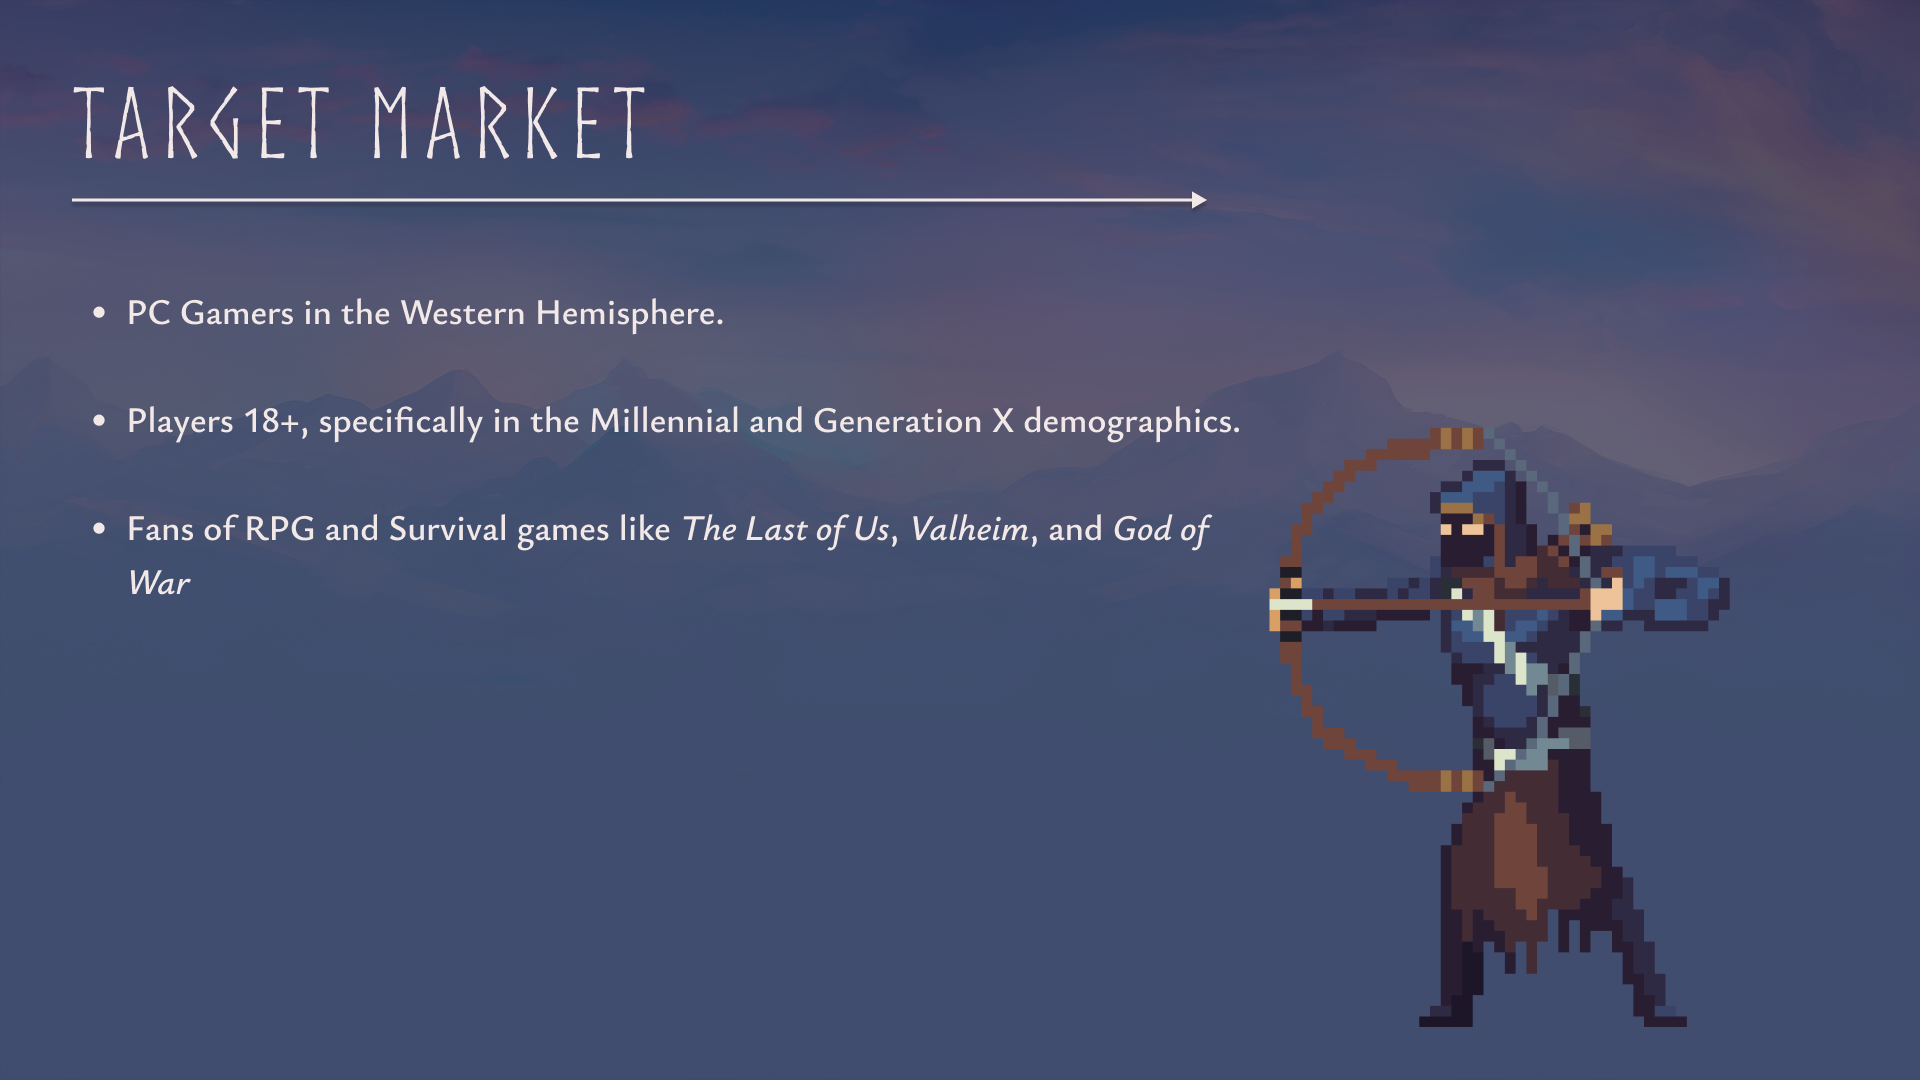 TARGET MARKET
• PC Gamers in the Western Hemisphere.
• Players 18+, specifically in the Millennial and Generation X demographics.
• Fans of RPG and Survival games like The Last of Us, Valheim, and God of
War